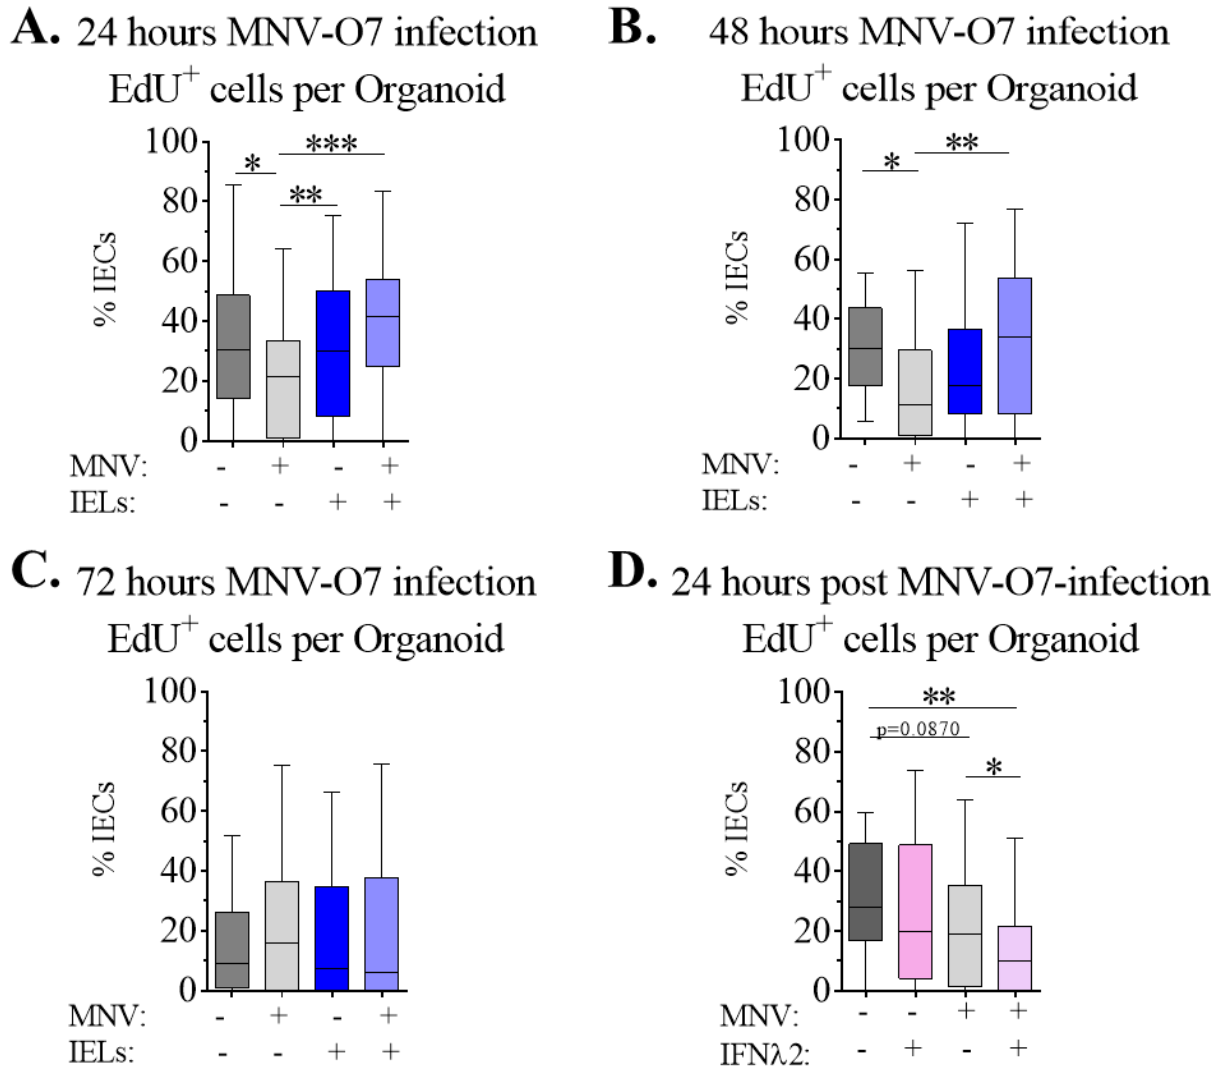 A. 24 hours MNV-O7 infection
EdU+ cells per Organoid
% IECs
100
80
60
40
20
0
***
*
**
MNV: - + - +
IELs: - - + +
B. 48 hours MNV-O7 infection
EdU+ cells per Organoid
% IECs
100
80
60
40
20
0
**
*
MNV: - + - +
IELs: - - + +
C. 72 hours MNV-O7 infection
EdU+ cells per Organoid
% IECs
100
80
60
40
20
0
MNV: - + - +
IELs: - - + +
D. 24 hours post MNV-O7-infection
EdU+ cells per Organoid
% IECs
100
80
60
40
20
0
**
p=0.0870
*
MNV: - - + +
IFNλ2: - + - +